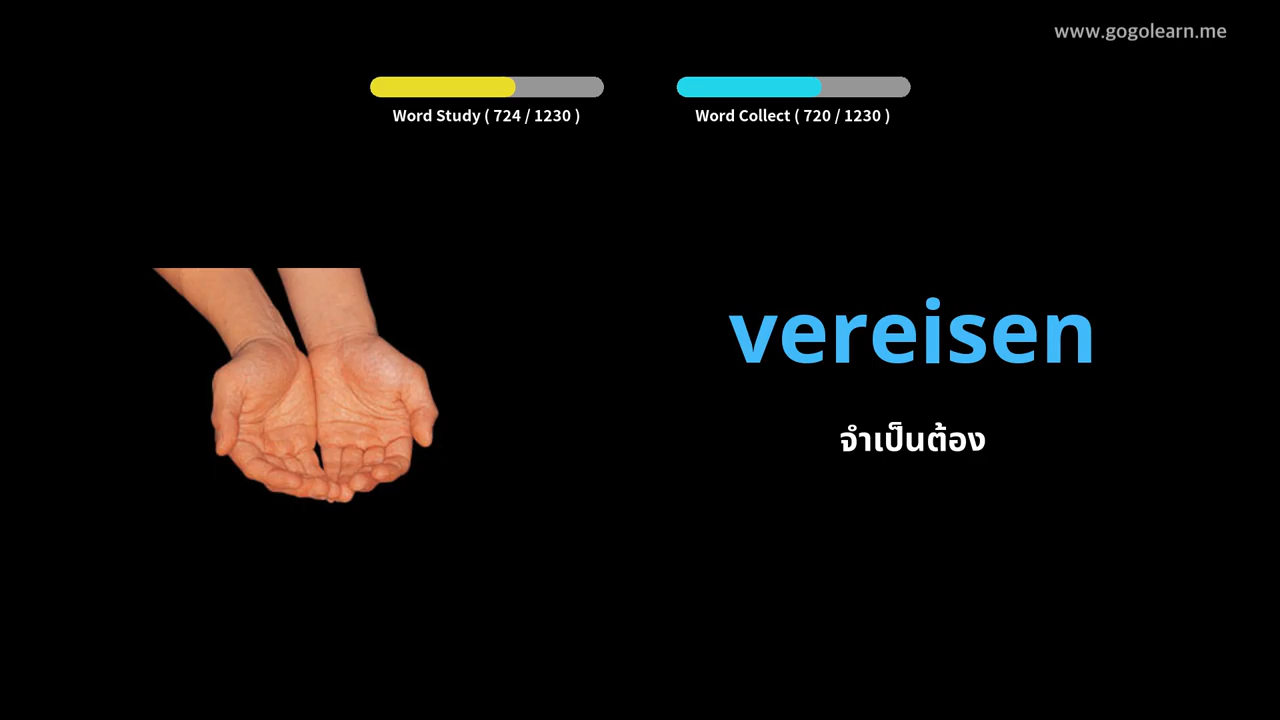 www.gogolearn.me
Word Study ( 724 / 1230 )
Word Collect ( 720 / 1230 )
vereisen
จำเป็นต้อง